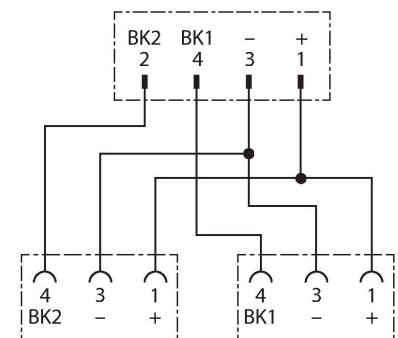 BK2 BK1 – +
2 4 3 1
4 3 1 4 3 1
BK2 – + BK1 – +